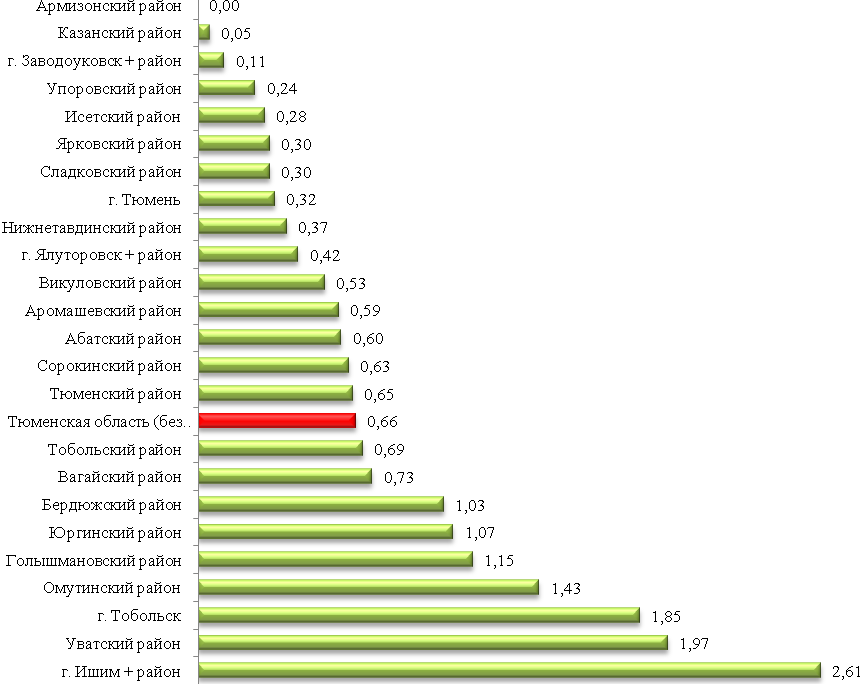 Армизонский район 0,00
Казанский район 0,05
г. Заводоуковск + район 0,11
Упоровский район 0,24
Исетский район 0,28
Ярковский район 0,30
Сладковский район 0,30
г. Тюмень 0,32
Нижнетавдинский район 0,37
г. Ялуторовск + район 0,42
Викуловский район 0,53
Аромашевский район 0,59
Абатский район 0,60
Сорокинский район 0,63
Тюменский район 0,65
Тюменская область (без.. 0,66
Тобольский район 0,69
Вагайский район 0,73
Бердюжский район 1,03
Юргинский район 1,07
Голышмановский район 1,15
Омутинский район 1,43
г. Тобольск 1,85
Уватский район 1,97
г. Ишим + район 2,61